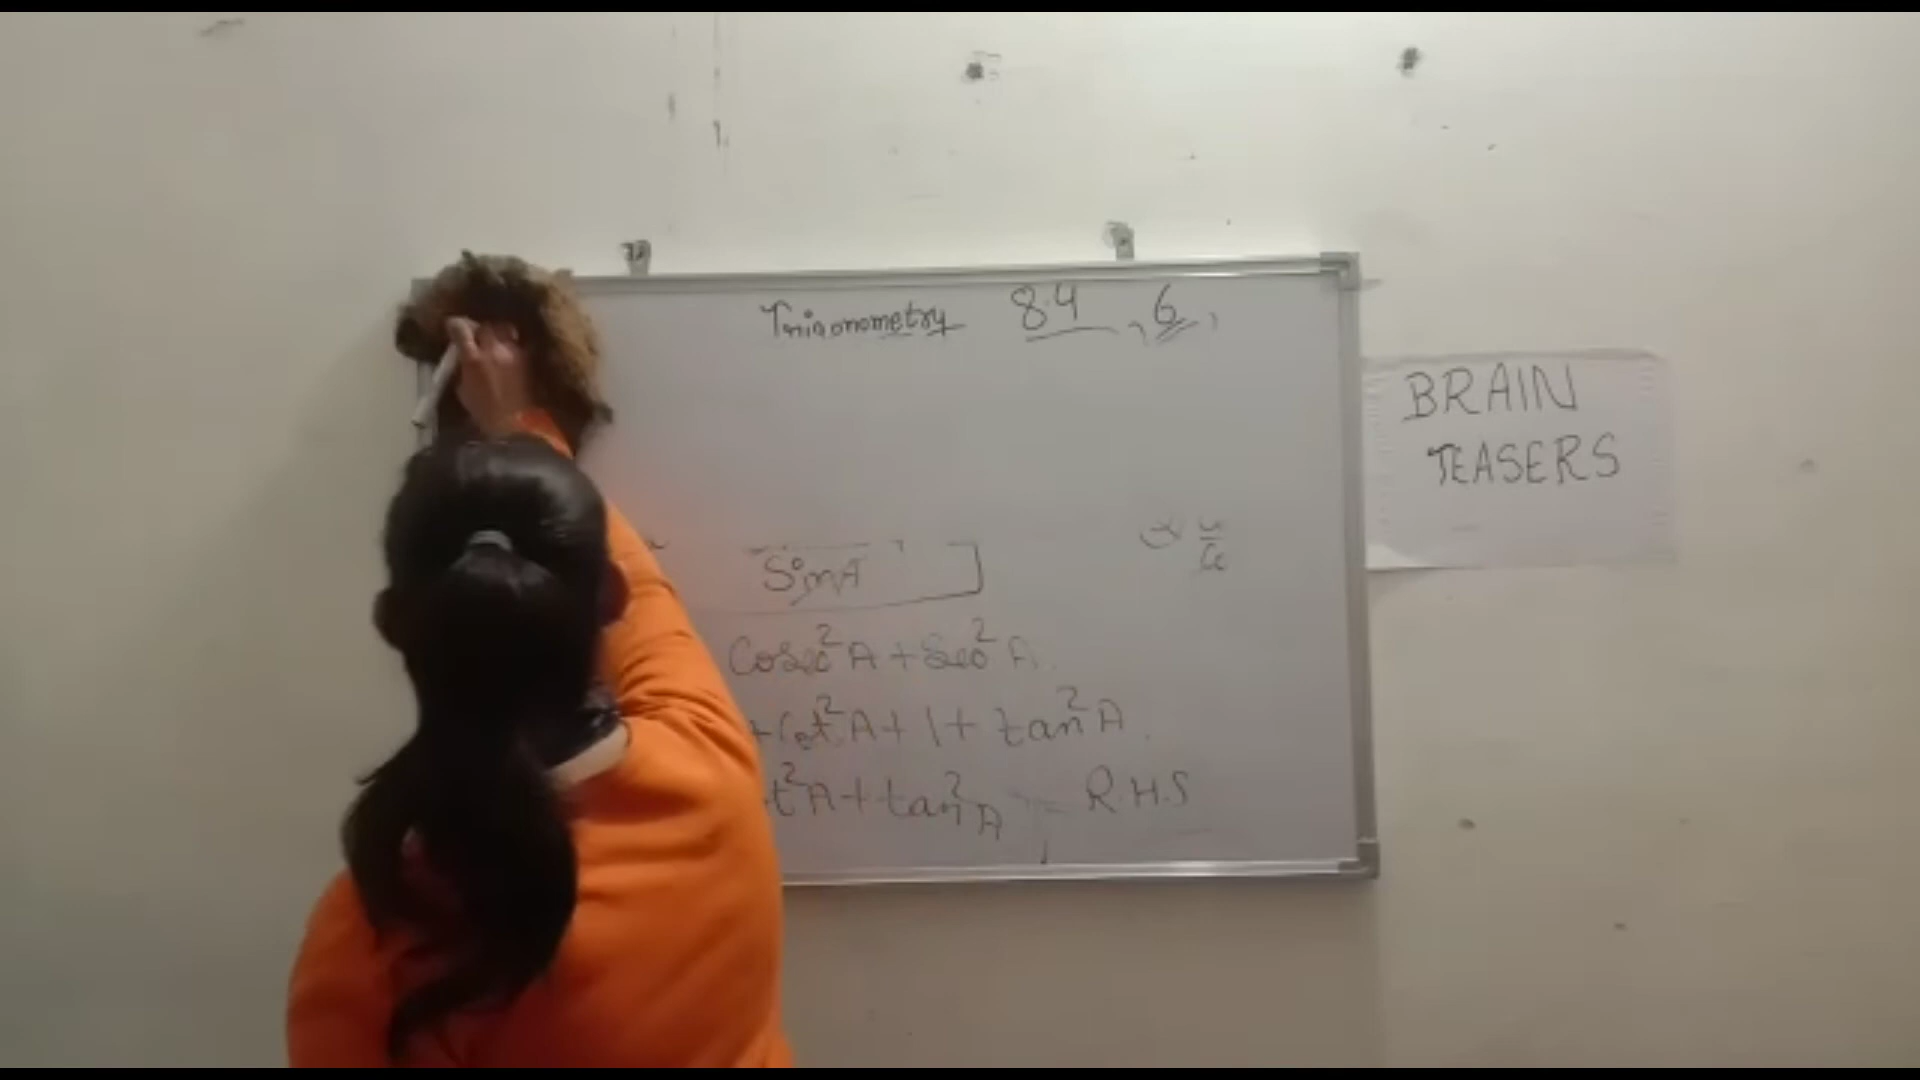 Trigonometry 8.4, 6,
BRAIN
TEASERS
SinA
Cosec²A + Sec²A.
+ Cot²A + 1 + tan²A.
t²A + tan²A = R.H.S